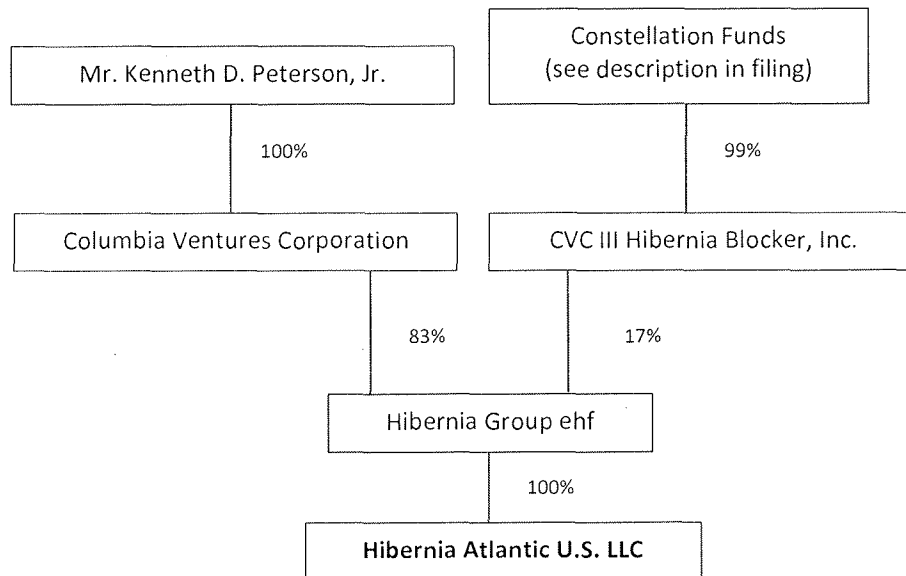 Mr. Kenneth D. Peterson, Jr.
Constellation Funds
(see description in filing)
100%
99%
Columbia Ventures Corporation
CVC III Hibernia Blocker, Inc.
83%
17%
Hibernia Group ehf
100%
Hibernia Atlantic U.S. LLC